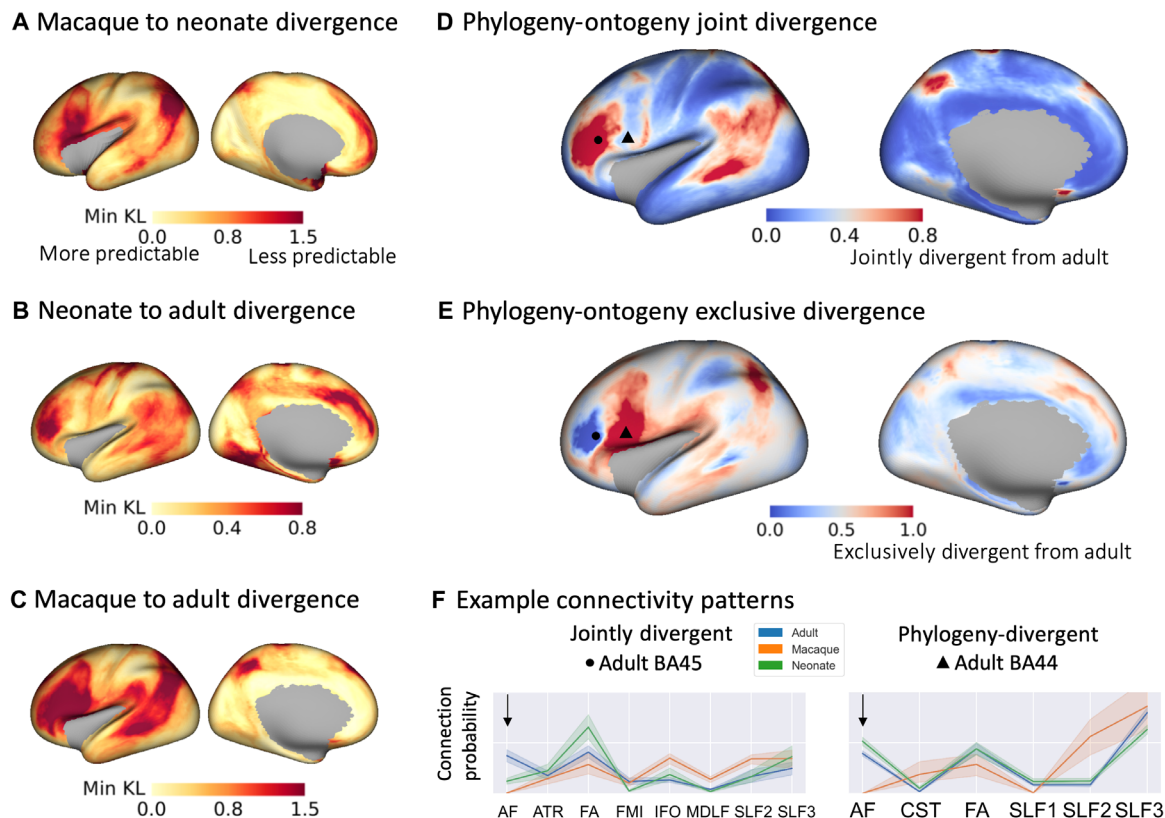 A Macaque to neonate divergence
Min KL
0.0 0.8 1.5
More predictable Less predictable
B Neonate to adult divergence
Min KL
0.0 0.4 0.8
C Macaque to adult divergence
Min KL
0.0 0.8 1.5
D Phylogeny-ontogeny joint divergence
0.0 0.4 0.8
Jointly divergent from adult
E Phylogeny-ontogeny exclusive divergence
0.0 0.5 1.0
Exclusively divergent from adult
F Example connectivity patterns
Jointly divergent
Adult BA45
Adult
Macaque
Neonate
Phylogeny-divergent
Adult BA44
Connection
probability
AF ATR FA FMI IFO MDLF SLF2 SLF3
AF CST FA SLF1 SLF2 SLF3